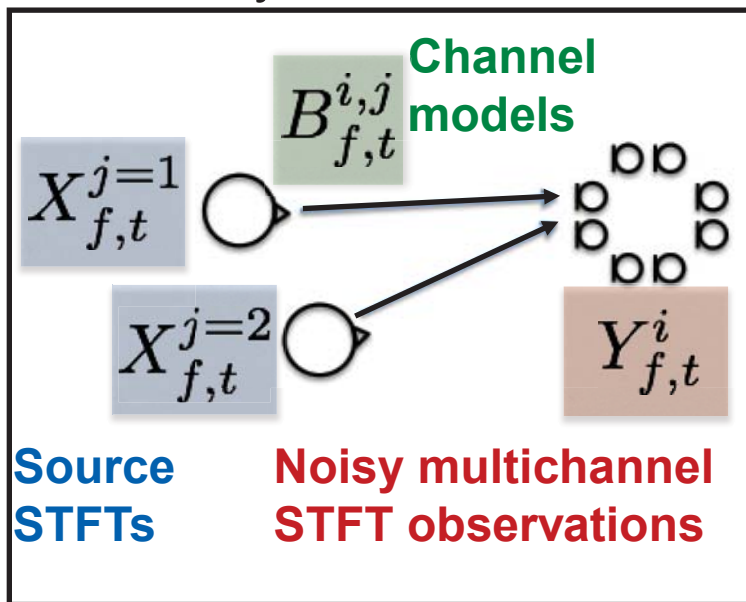 Channel
models
B^{i,j}_{f,t}
X^{j=1}_{f,t}
X^{j=2}_{f,t}
Y^{i}_{f,t}
Source
STFTs
Noisy multichannel
STFT observations